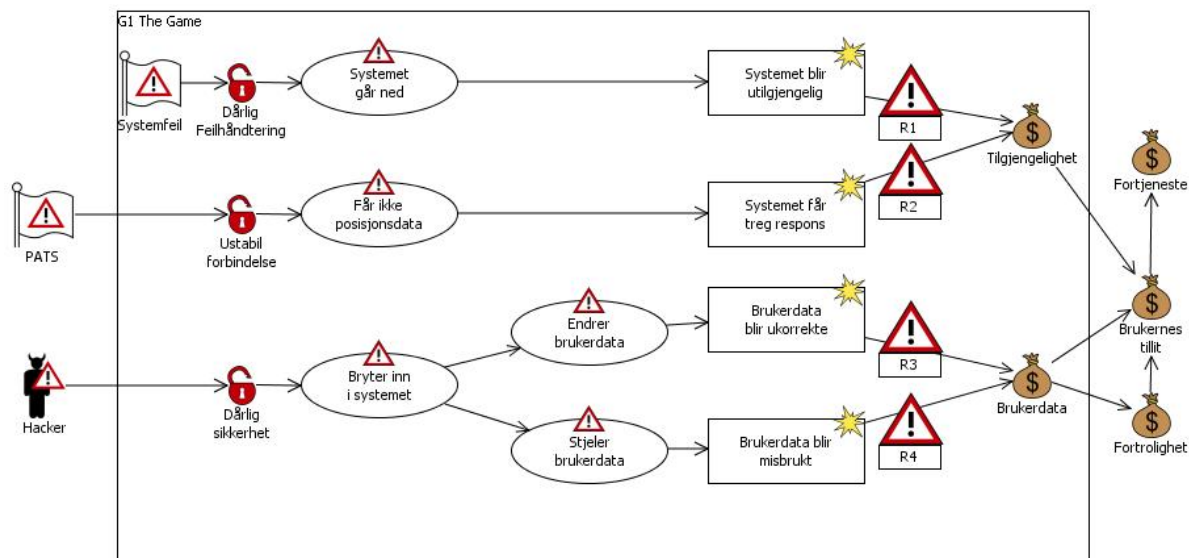 G1 The Game
Systemfeil
Dårlig
Feilhåndtering
Systemet
går ned
Systemet blir
utilgjengelig
R1
Tilgjengelighet
Fortjeneste
PATS
Ustabil
forbindelse
Får ikke
posisjonsdata
Systemet får
treg respons
R2
Brukernes
tillit
Hacker
Dårlig
sikkerhet
Bryter inn
i systemet
Endrer
brukerdata
Brukerdata
blir ukorrekte
R3
Brukerdata
Stjeler
brukerdata
Brukerdata blir
misbrukt
R4
Fortrolighet
$
$
$
$
$